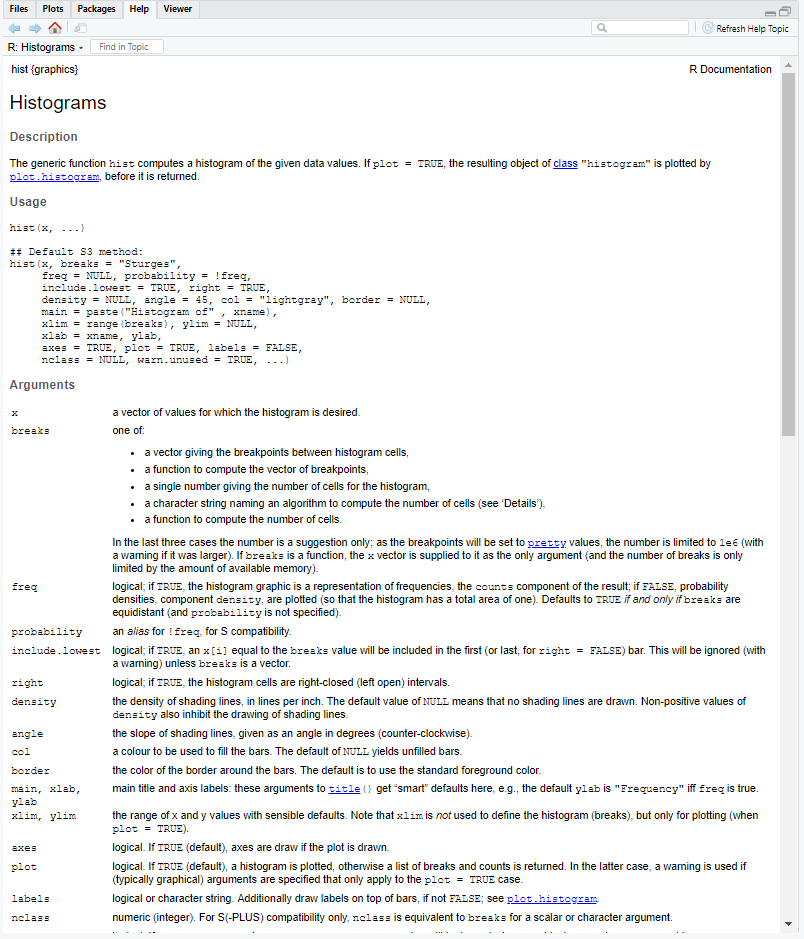 Files Plots Packages Help Viewer
Refresh Help Topic
R: Histograms Find in Topic
hist {graphics} R Documentation
Histograms
Description
The generic function hist computes a histogram of the given data values. If plot = TRUE, the resulting object of class "histogram" is plotted by
plot.histogram, before it is returned.
Usage
hist(x, ...)
## Default S3 method:
hist(x, breaks = "Sturges",
freq = NULL, probability = !freq,
include.lowest = TRUE, right = TRUE,
density = NULL, angle = 45, col = "lightgray", border = NULL,
main = paste("Histogram of" , xname),
xlim = range(breaks), ylim = NULL,
xlab = xname, ylab,
axes = TRUE, plot = TRUE, labels = FALSE,
nclass = NULL, warn.unused = TRUE, ...)
Arguments
x a vector of values for which the histogram is desired.
breaks one of:
• a vector giving the breakpoints between histogram cells,
• a function to compute the vector of breakpoints,
• a single number giving the number of cells for the histogram,
• a character string naming an algorithm to compute the number of cells (see ‘Details’),
• a function to compute the number of cells.
In the last three cases the number is a suggestion only; as the breakpoints will be set to pretty values, the number is limited to 1e6 (with
a warning if it was larger). If breaks is a function, the x vector is supplied to it as the only argument (and the number of breaks is only
limited by the amount of available memory).
freq logical; if TRUE, the histogram graphic is a representation of frequencies, the counts component of the result; if FALSE, probability
densities, component density, are plotted (so that the histogram has a total area of one). Defaults to TRUE if and only if breaks are
equidistant (and probability is not specified).
probability an alias for !freq, for S compatibility.
include.lowest logical; if TRUE, an x[i] equal to the breaks value will be included in the first (or last, for right = FALSE) bar. This will be ignored (with
a warning) unless breaks is a vector.
right logical; if TRUE, the histogram cells are right-closed (left open) intervals.
density the density of shading lines, in lines per inch. The default value of NULL means that no shading lines are drawn. Non-positive values of
density also inhibit the drawing of shading lines.
angle the slope of shading lines, given as an angle in degrees (counter-clockwise).
col a colour to be used to fill the bars. The default of NULL yields unfilled bars.
border the color of the border around the bars. The default is to use the standard foreground color.
main, xlab, main title and axis labels: these arguments to title() get “smart” defaults here, e.g., the default ylab is "Frequency" iff freq is true.
ylab
xlim, ylim the range of x and y values with sensible defaults. Note that xlim is not used to define the histogram (breaks), but only for plotting (when
plot = TRUE).
axes logical. If TRUE (default), axes are draw if the plot is drawn.
plot logical. If TRUE (default), a histogram is plotted, otherwise a list of breaks and counts is returned. In the latter case, a warning is used if
(typically graphical) arguments are specified that only apply to the plot = TRUE case.
labels logical or character string. Additionally draw labels on top of bars, if not FALSE; see plot.histogram.
nclass numeric (integer). For S(-PLUS) compatibility only, nclass is equivalent to breaks for a scalar or character argument.